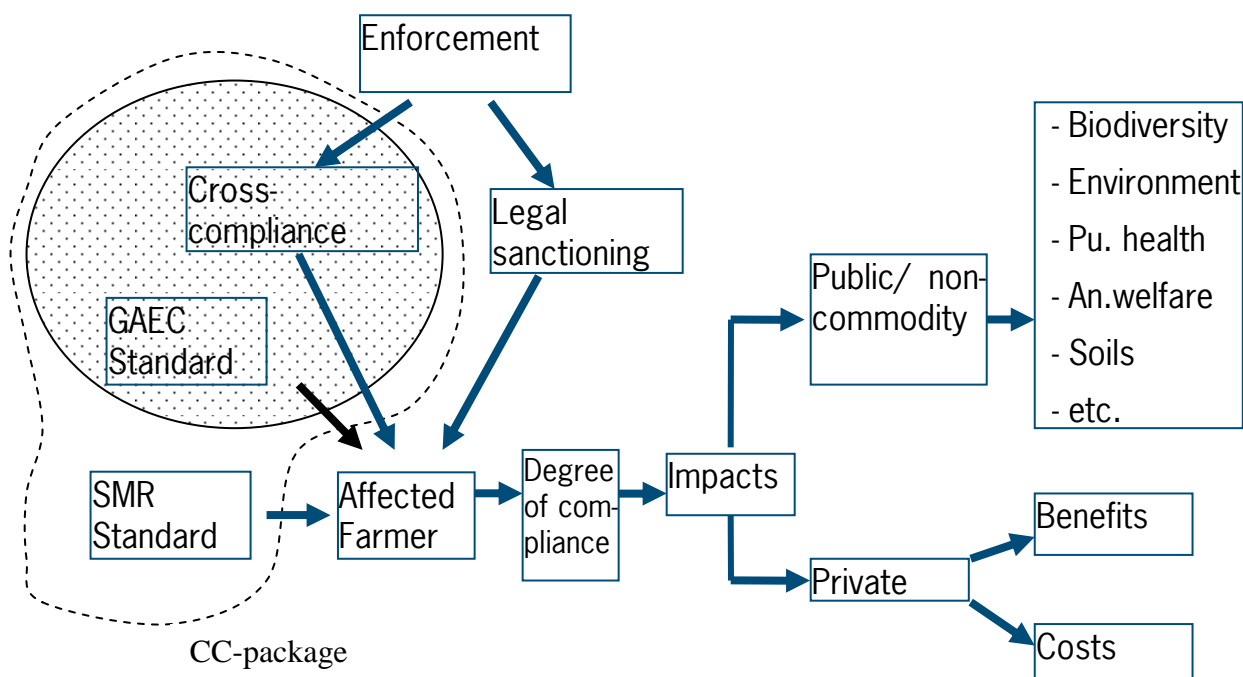 Enforcement
Cross-
compliance
Legal
sanctioning
GAEC
Standard
SMR
Standard
Affected
Farmer
Degree
of com-
pliance
Impacts
Public/ non-
commodity
- Biodiversity
- Environment
- Pu. health
- An.welfare
- Soils
- etc.
Private
Benefits
Costs
CC-package